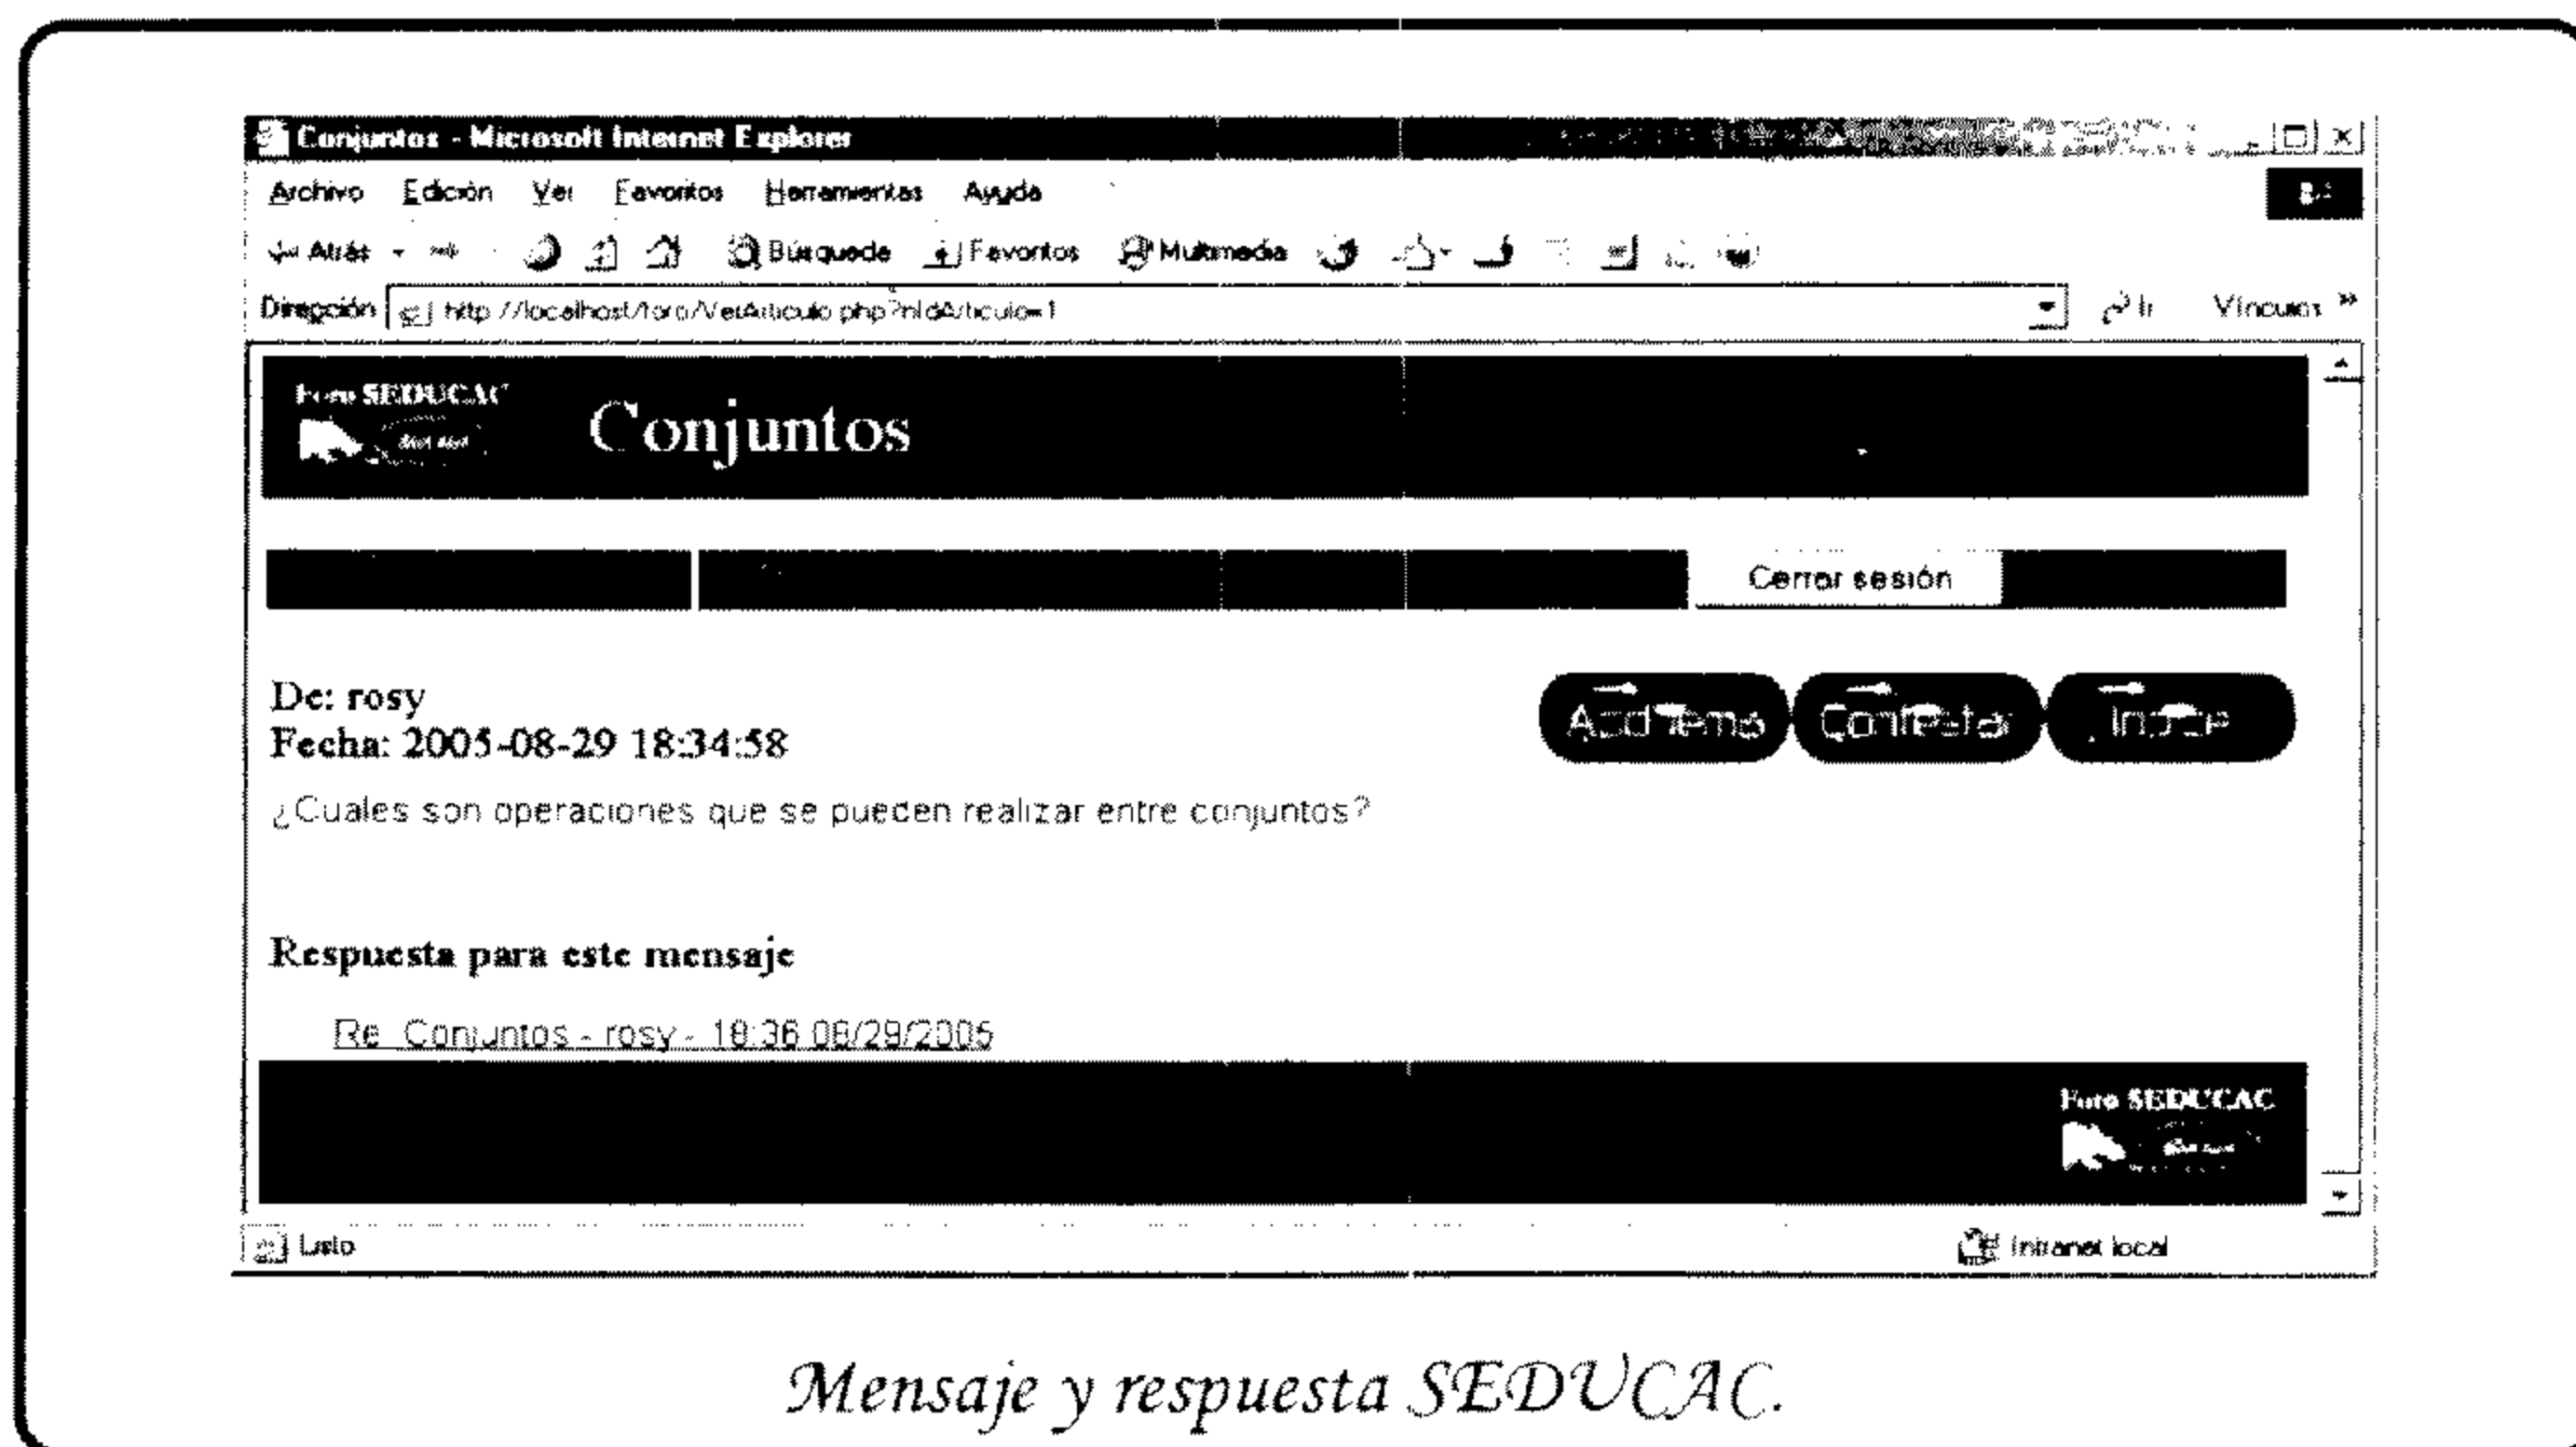 Conjuntos - Microsoft Internet Explorer
Archivo Edición Ver Favoritos Herramientas Ayuda
Atrás Búsqueda Favoritos Multimedia
Dirección http://localhost/foro/VerArticulo.php?nIdArticulo=1 Ir Vínculos »
Foro SEDUCAC
Conjuntos
Cerrar sesión
De: rosy
Fecha: 2005-08-29 18:34:58
Contestar Indice
¿Cuales son operaciones que se pueden realizar entre conjuntos?
Respuesta para este mensaje
Re Conjuntos - rosy - 18:36 08/29/2005
Foro SEDUCAC
Listo
Intranet local
Mensaje y respuesta SEDUCAC.